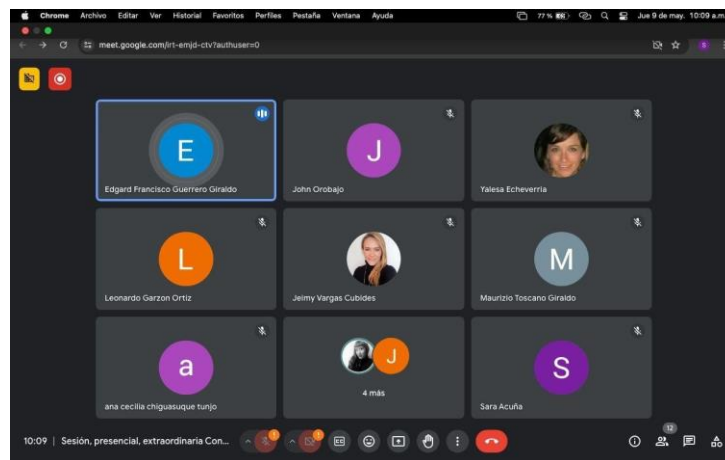 Chrome Archivo Editar Ver Historial Favoritos Perfiles Pestaña Ventana Ayuda 77 % Jue 9 de may. 10:09 a.m.
meet.google.com/irt-emjd-ctv?authuser=0 S
E
Edgard Francisco Guerrero Giraldo
J
John Orobajo
Yalesa Echeverria
L
Leonardo Garzon Ortiz
Jeimy Vargas Cubides
M
Maurizio Toscano Giraldo
a
ana cecilia chiguasuque tunjo
J
4 más
S
Sara Acuña
10:09 | Sesión, presencial, extraordinaria Con... CC 12